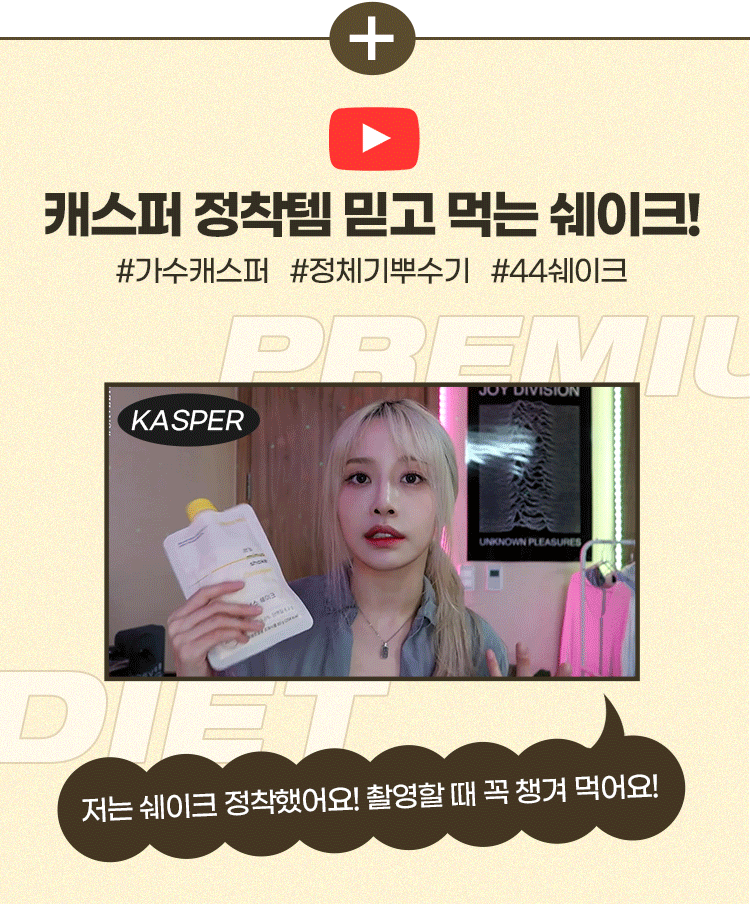 캐스퍼 정착템 믿고 먹는 쉐이크!
#가수캐스퍼 #정체기뿌수기 #44쉐이크
PREMIU
KASPER
JOY DIVISION
UNKNOWN PLEASURES
shake
DIET
저는 쉐이크 정착했어요! 촬영할 때 꼭 챙겨 먹어요!